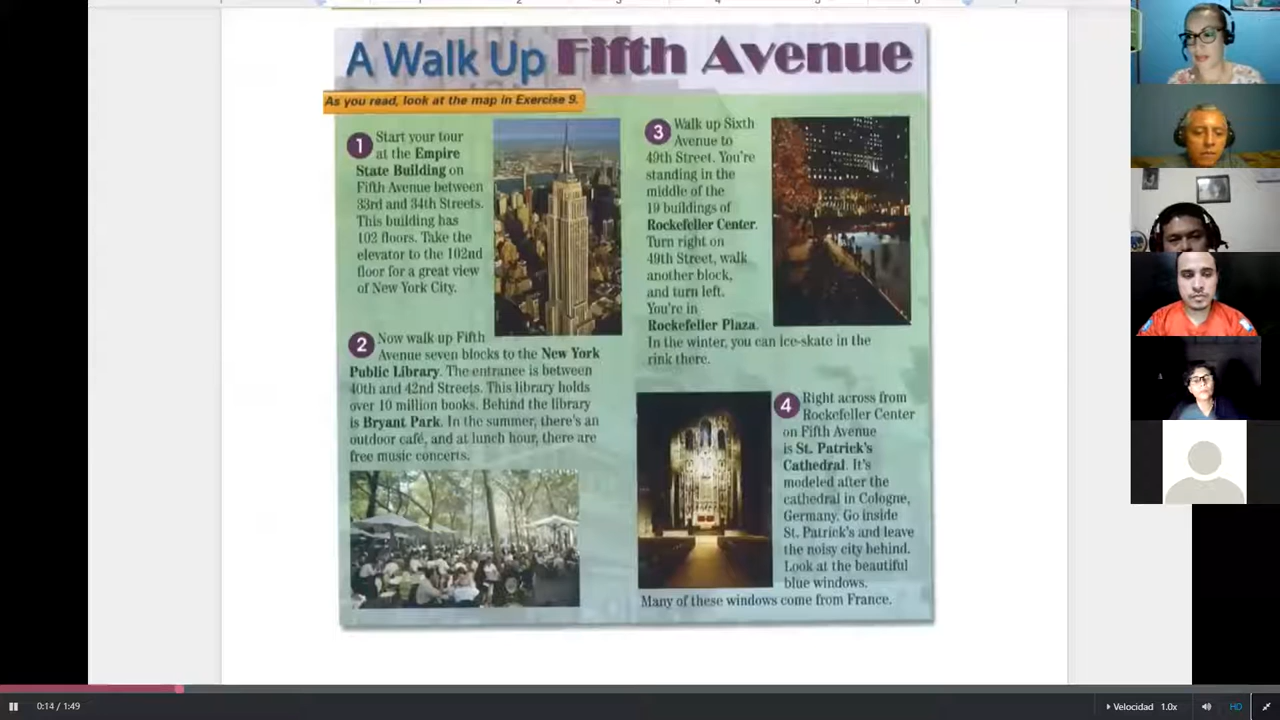 A Walk Up Fifth Avenue
As you read, look at the map in Exercise 9.
1 Start your tour
at the Empire
State Building on
Fifth Avenue between
33rd and 34th Streets.
This building has
102 floors. Take the
elevator to the 102nd
floor for a great view
of New York City.
2 Now walk up Fifth
Avenue seven blocks to the New York
Public Library. The entrance is between
40th and 42nd Streets. This library holds
over 10 million books. Behind the library
is Bryant Park. In the summer, there's an
outdoor café, and at lunch hour, there are
free music concerts.
3 Walk up Sixth
Avenue to
49th Street. You're
standing in the
middle of the
19 buildings of
Rockefeller Center.
Turn right on
49th Street, walk
another block,
and turn left.
You're in
Rockefeller Plaza.
In the winter, you can ice-skate in the
rink there.
4 Right across from
Rockefeller Center
on Fifth Avenue
is St. Patrick's
Cathedral. It's
modeled after the
cathedral in Cologne,
Germany. Go inside
St. Patrick's and leave
the noisy city behind.
Look at the beautiful
blue windows.
Many of these windows come from France.
0:14 / 1:49
Velocidad 1.0x
HD